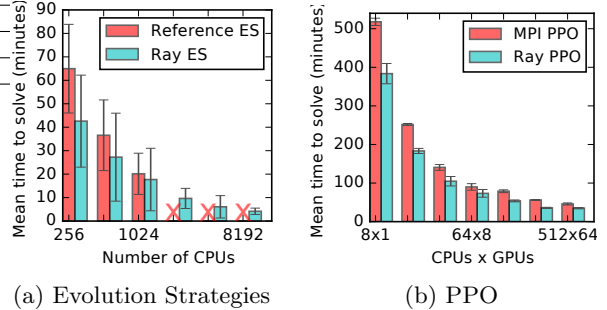 90
80
70
60
50
40
30
20
10
0
Mean time to solve (minutes)
Reference ES
Ray ES
X X X
256 1024 8192
Number of CPUs
(a) Evolution Strategies
500
400
300
200
100
0
Mean time to solve (minutes)
MPI PPO
Ray PPO
8x1 64x8 512x64
CPUs x GPUs
(b) PPO